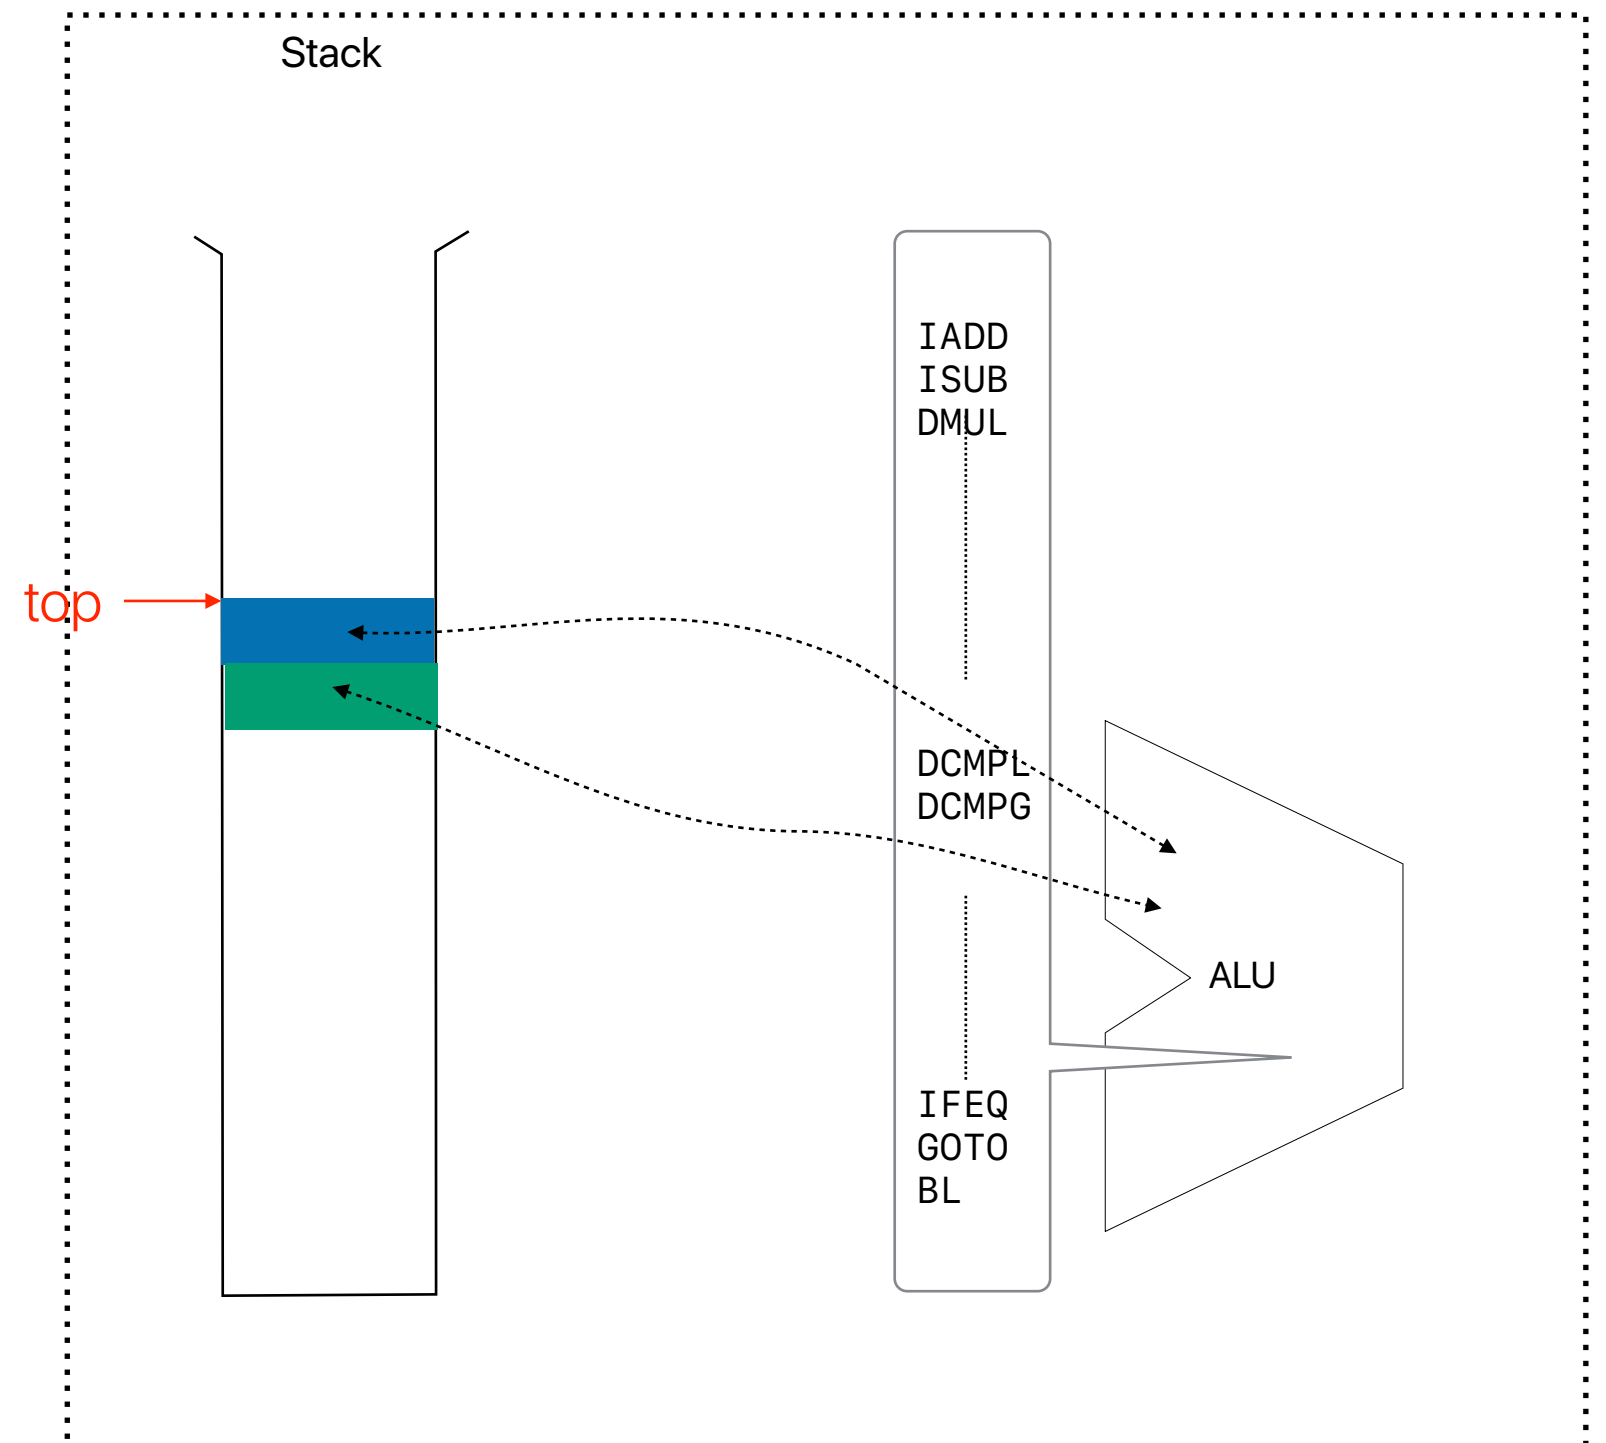 Stack
top
IADD
ISUB
DMUL
DCMPL
DCMPG
ALU
IFEQ
GOTO
BL